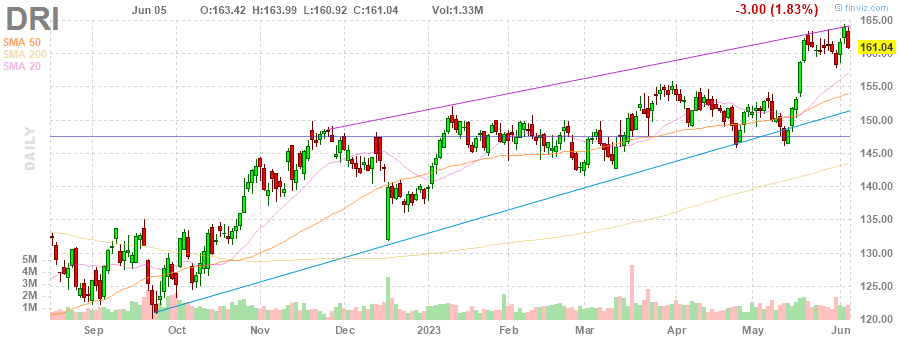 DRI
Jun 05 O:163.42 H:163.99 L:160.92 C:161.04 Vol:1.33M
-3.00 (1.83%)
© finviz.com
SMA 50
SMA 200
SMA 20
DAILY
165.00
161.04
160.00
155.00
150.00
145.00
140.00
135.00
130.00
125.00
120.00
5M
4M
3M
2M
1M
Sep Oct Nov Dec 2023 Feb Mar Apr May Jun